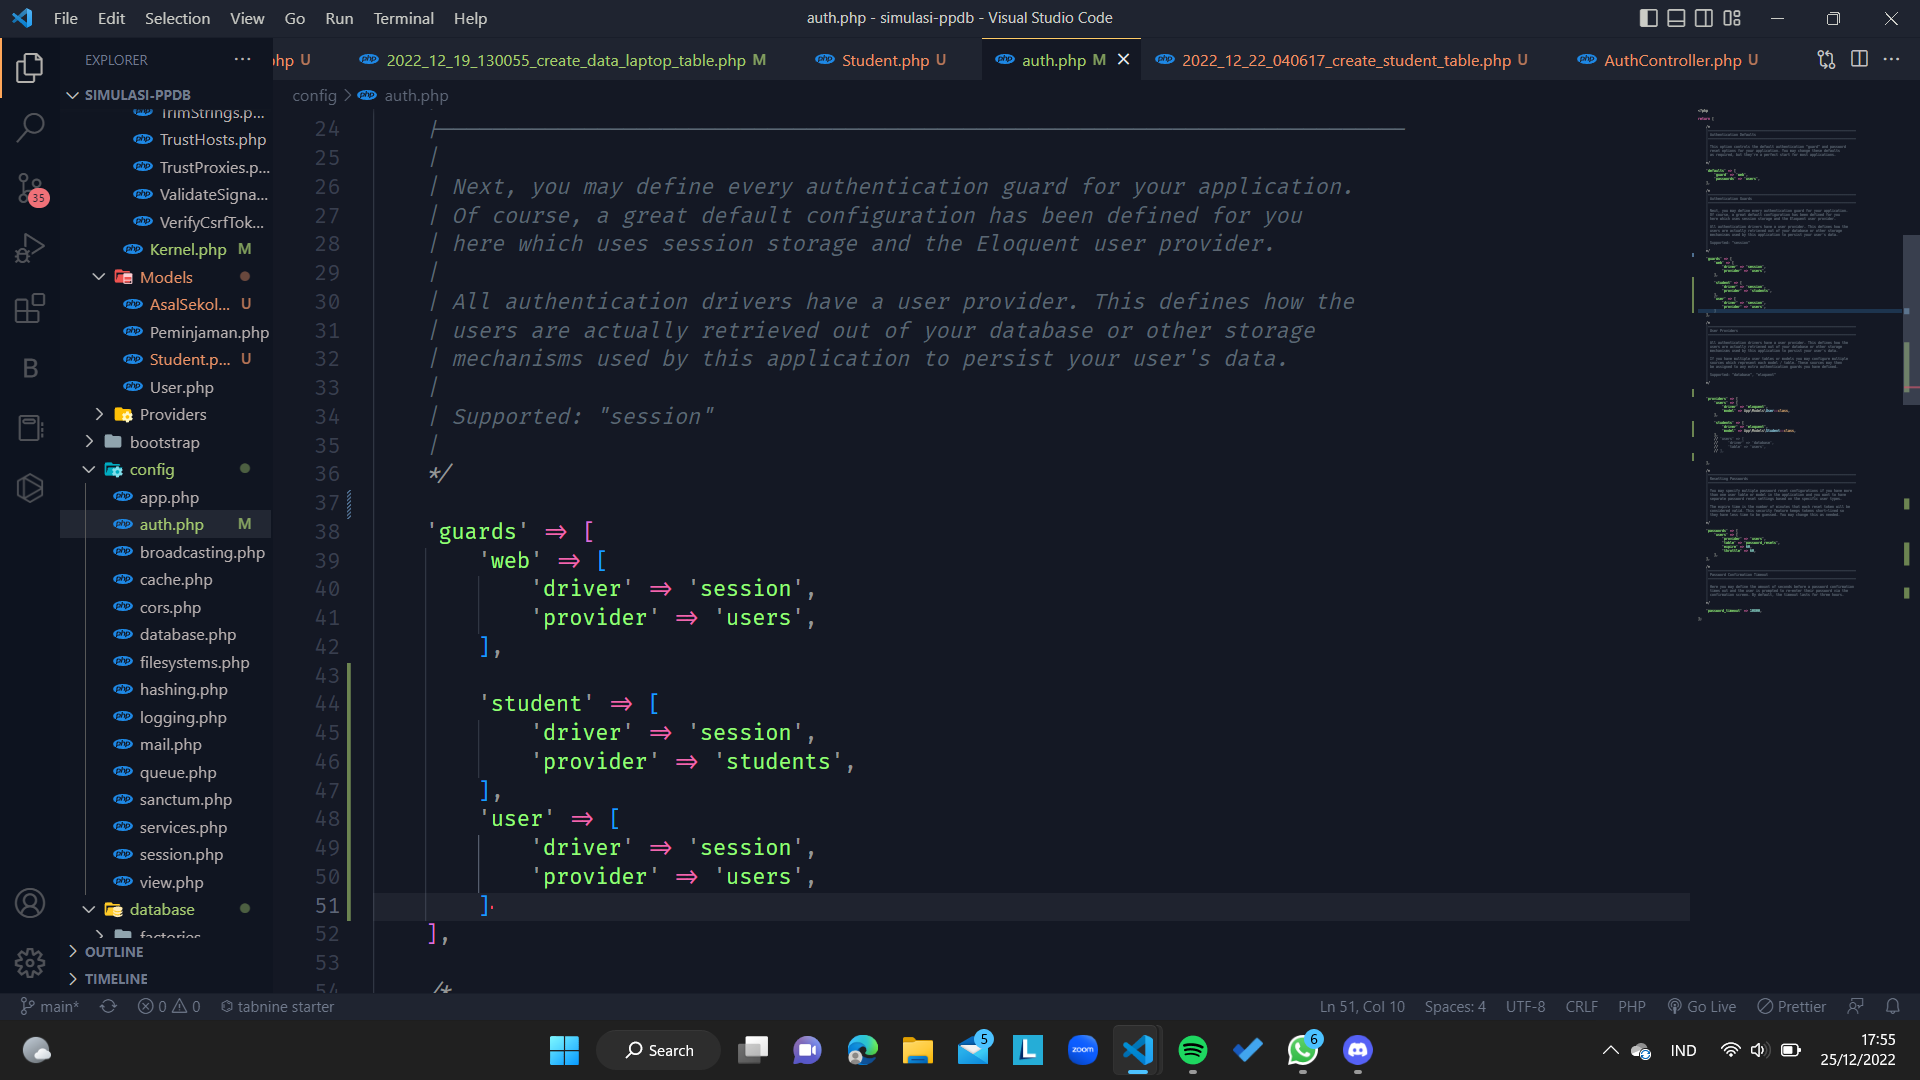 File Edit Selection View Go Run Terminal Help
auth.php - simulasi-ppdb - Visual Studio Code
EXPLORER
hp U
2022_12_19_130055_create_data_laptop_table.php M
Student.php U
auth.php M
2022_12_22_040617_create_student_table.php U
AuthController.php U
config > auth.php
SIMULASI-PPDB
TrimStrings.p...
TrustHosts.php
TrustProxies.p...
ValidateSigna...
VerifyCsrfTok...
Kernel.php M
Models
AsalSekol... U
Peminjaman.php
Student.p... U
User.php
Providers
bootstrap
config
app.php
auth.php M
broadcasting.php
cache.php
cors.php
database.php
filesystems.php
hashing.php
logging.php
mail.php
queue.php
sanctum.php
services.php
session.php
view.php
database
factories
OUTLINE
TIMELINE
35
B
24 |--------------------------------------------------------------------------
25 |
26 | Next, you may define every authentication guard for your application.
27 | Of course, a great default configuration has been defined for you
28 | here which uses session storage and the Eloquent user provider.
29 |
30 | All authentication drivers have a user provider. This defines how the
31 | users are actually retrieved out of your database or other storage
32 | mechanisms used by this application to persist your user's data.
33 |
34 | Supported: "session"
35 |
36 */
37
38 'guards' => [
39 'web' => [
40 'driver' => 'session',
41 'provider' => 'users',
42 ],
43
44 'student' => [
45 'driver' => 'session',
46 'provider' => 'students',
47 ],
48 'user' => [
49 'driver' => 'session',
50 'provider' => 'users',
51 ]
52 ],
53
54 /*
main* 0 0 tabnine starter
Ln 51, Col 10 Spaces: 4 UTF-8 CRLF PHP Go Live Prettier
Search
5
L
zoom
6
IND
17:55
25/12/2022